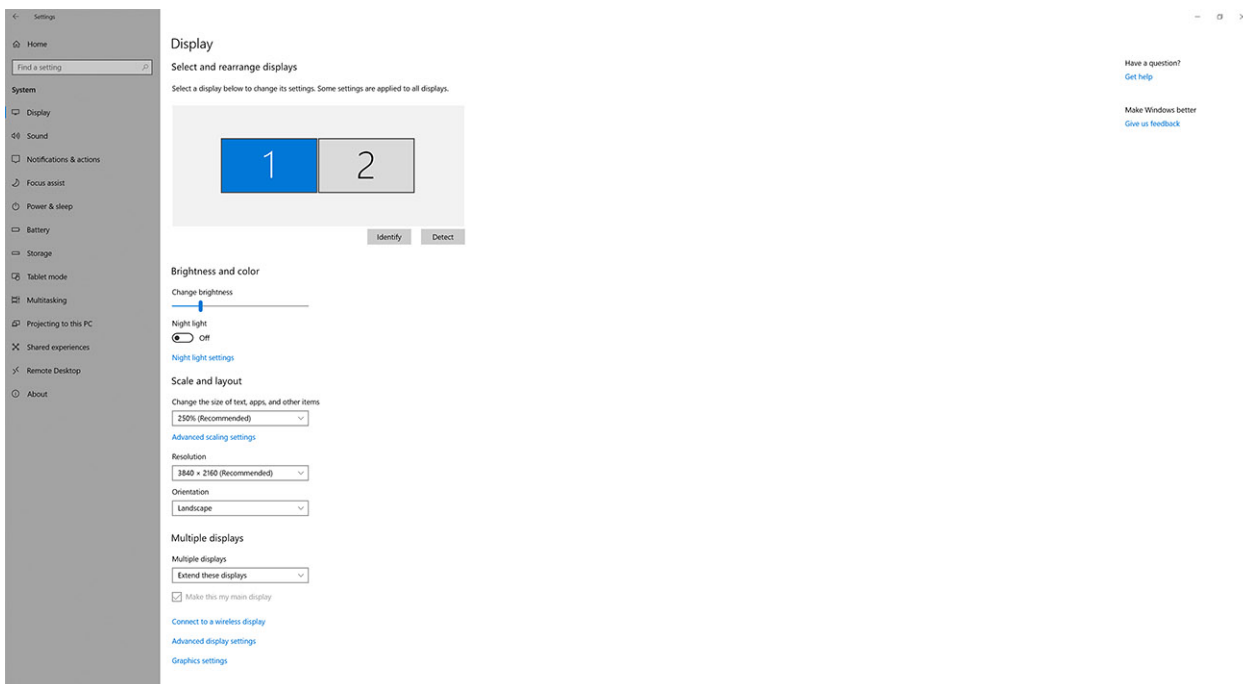 Settings
Home
Find a setting
System
Display
Sound
Notifications & actions
Focus assist
Power & sleep
Battery
Storage
Tablet mode
Multitasking
Projecting to this PC
Shared experiences
Remote Desktop
About
Display
Select and rearrange displays
Select a display below to change its settings. Some settings are applied to all displays.
1 2
Identify Detect
Brightness and color
Change brightness
Night light
Off
Night light settings
Scale and layout
Change the size of text, apps, and other items
250% (Recommended)
Advanced scaling settings
Resolution
3840 × 2160 (Recommended)
Orientation
Landscape
Multiple displays
Multiple displays
Extend these displays
Make this my main display
Connect to a wireless display
Advanced display settings
Graphics settings
Have a question?
Get help
Make Windows better
Give us feedback